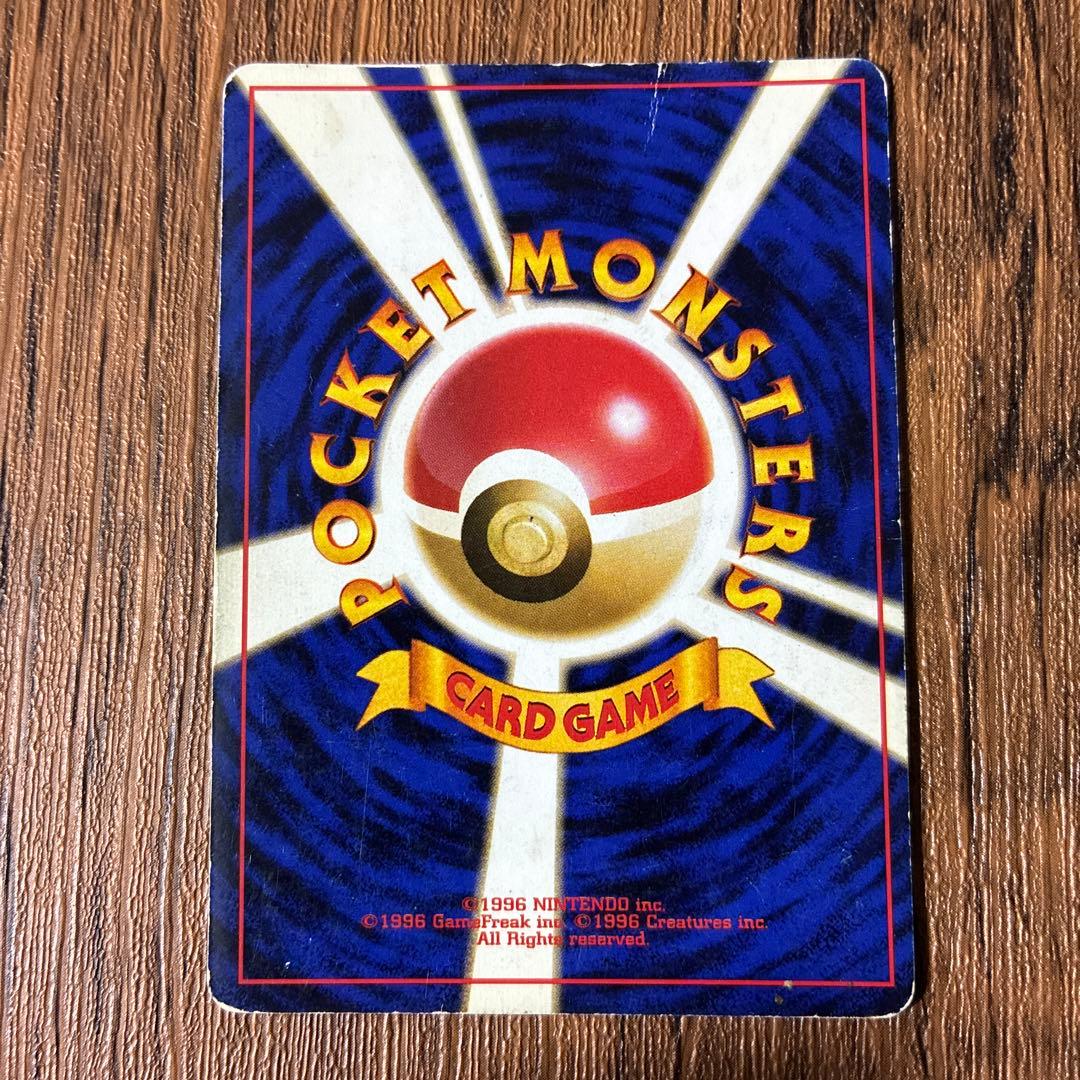 POCKET MONSTERS
CARD GAME
©1996 NINTENDO inc.
©1996 GameFreak inc. ©1996 Creatures inc.
All Rights reserved.